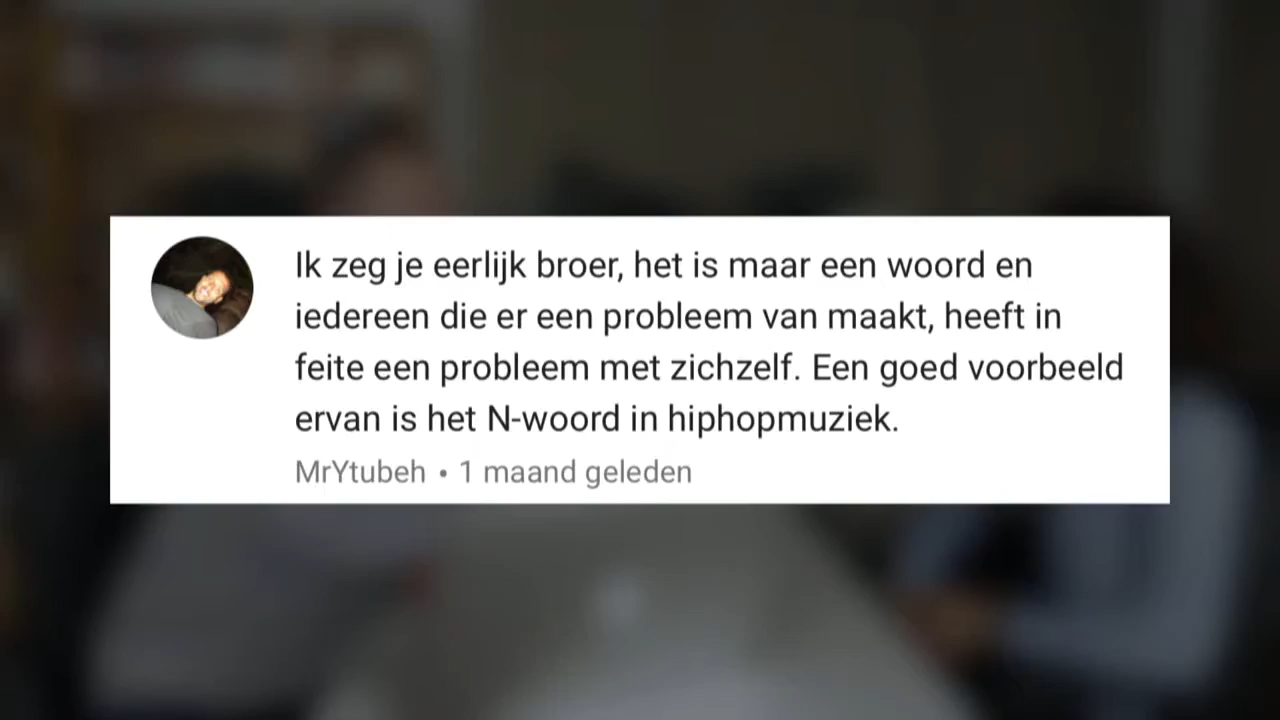 Ik zeg je eerlijk broer, het is maar een woord en
iedereen die er een probleem van maakt, heeft in
feite een probleem met zichzelf. Een goed voorbeeld
ervan is het N-woord in hiphopmuziek.
MrYtubeh • 1 maand geleden